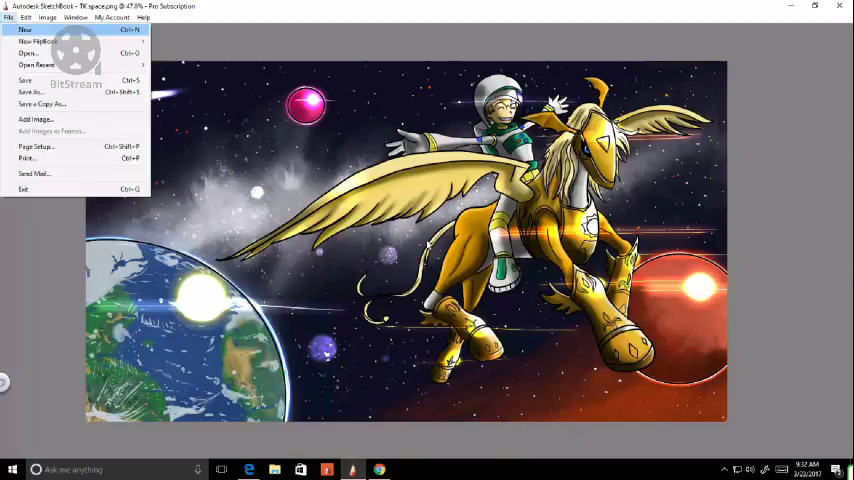 Autodesk SketchBook - TK space.png @ 47.0% - Pro Subscription
File Edit Image Window My Account Help
New Ctrl+N
New FlipBook
Open... Ctrl+O
Open Recent
BitStream
Save Ctrl+S
Save As... Ctrl+Shift+S
Save a Copy As...
Add Image...
Add Images as Frames...
Page Setup... Ctrl+Shift+P
Print... Ctrl+P
Send Mail...
Exit Ctrl+Q
Ask me anything
9:32 AM
3/23/2017